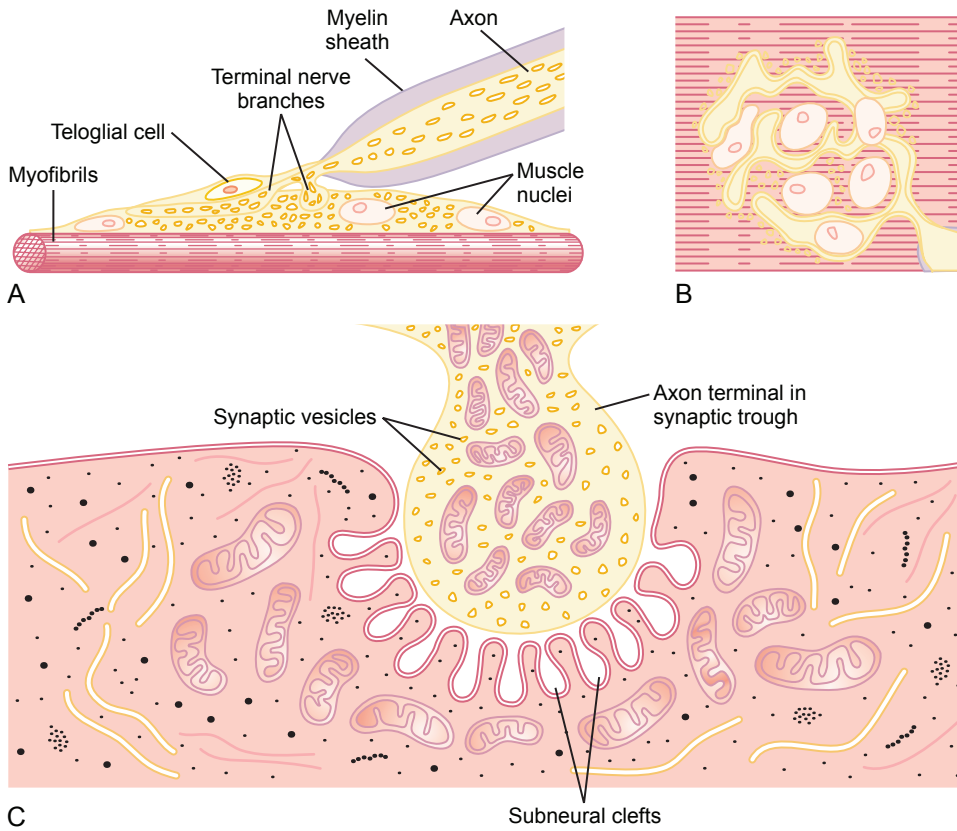 A
Myelin
sheath
Axon
Terminal nerve
branches
Teloglial cell
Myofibrils
Muscle
nuclei
A
B
Synaptic vesicles
Axon terminal in
synaptic trough
Subneural clefts
C